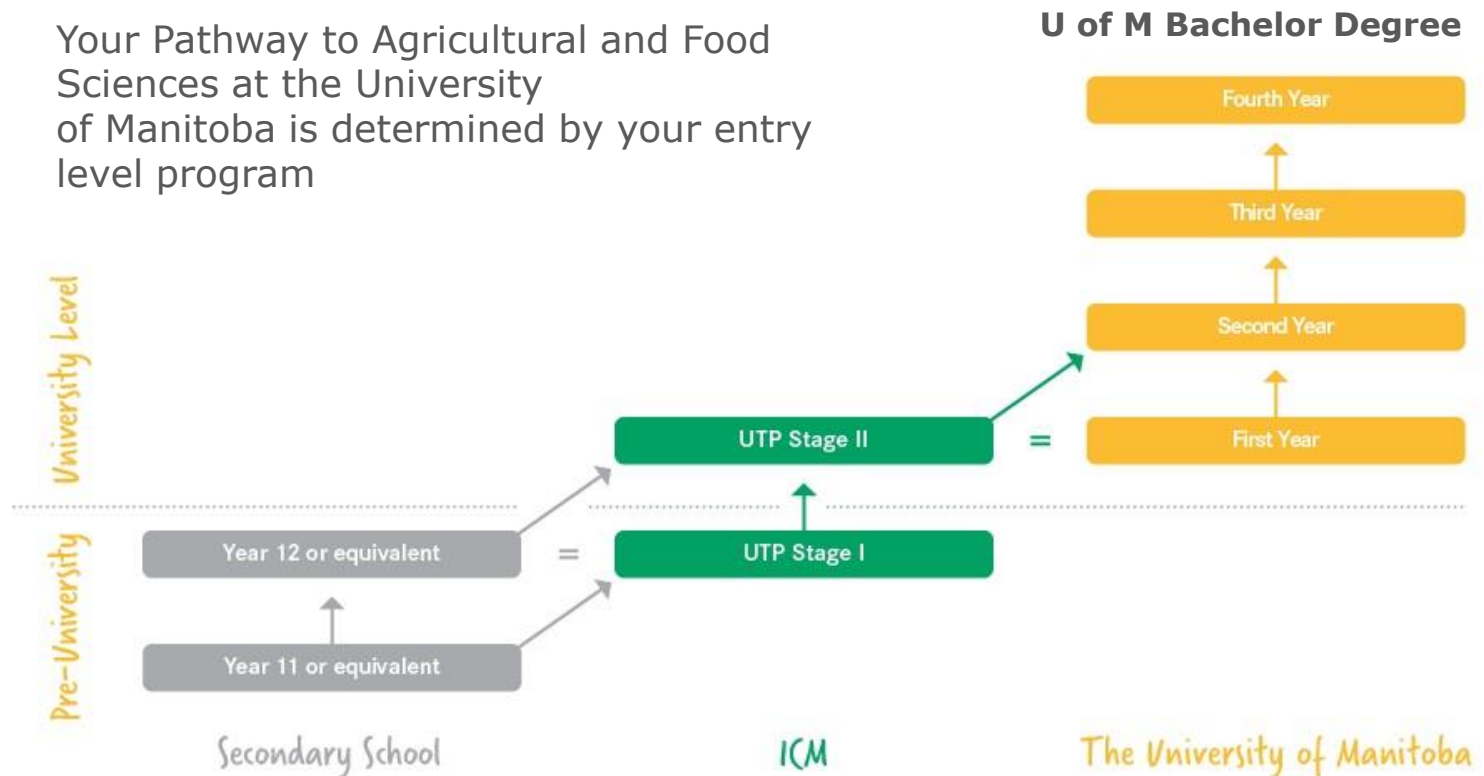 Your Pathway to Agricultural and Food
Sciences at the University
of Manitoba is determined by your entry
level program
U of M Bachelor Degree
Fourth Year
Third Year
Second Year
University Level
UTP Stage II
=
First Year
Pre-University
Year 12 or equivalent
=
UTP Stage I
Year 11 or equivalent
Secondary School
ICM
The University of Manitoba